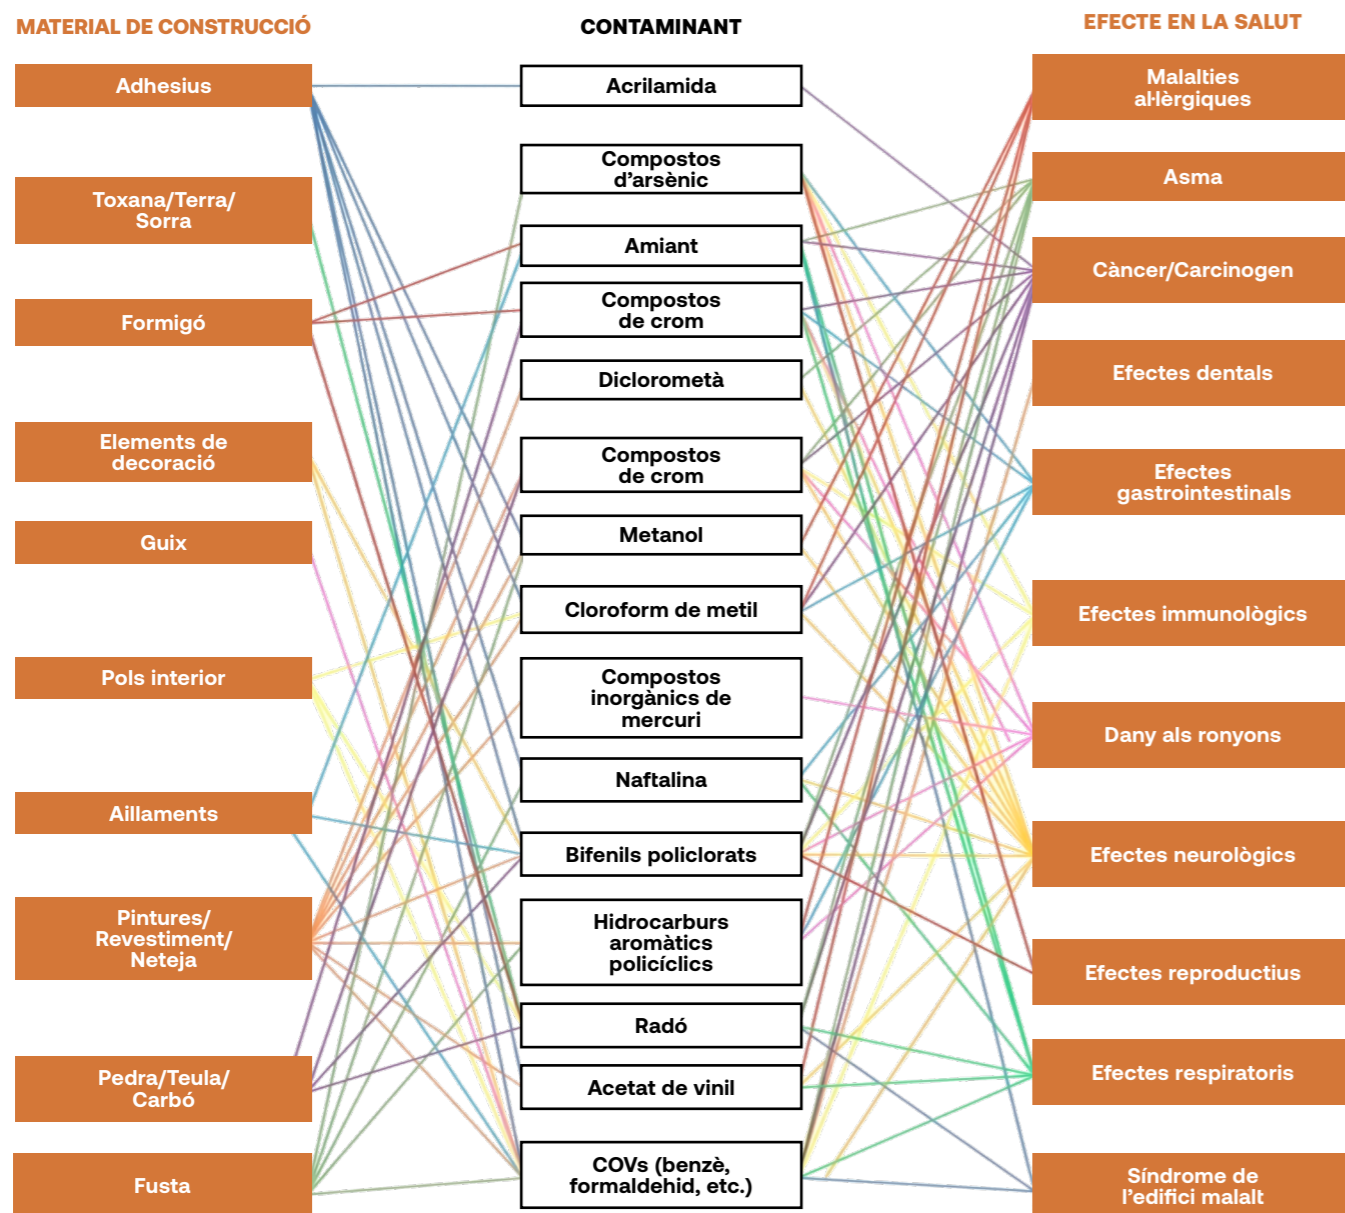 MATERIAL DE CONSTRUCCIÓ
Adhesius
Toxana/Terra/
Sorra
Formigó
Elements de
decoració
Guix
Pols interior
Aillaments
Pintures/
Revestiment/
Neteja
Pedra/Teula/
Carbó
Fusta
CONTAMINANT
Acrilamida
Compostos
d’arsènic
Amiant
Compostos
de crom
Diclorometà
Compostos
de crom
Metanol
Cloroform de metil
Compostos
inorgànics de
mercuri
Naftalina
Bifenils policlorats
Hidrocarburs
aromàtics
policíclics
Radó
Acetat de vinil
COVs (benzè,
formaldehid, etc.)
EFECTE EN LA SALUT
Malalties
al·lèrgiques
Asma
Càncer/Carcinogen
Efectes dentals
Efectes
gastrointestinals
Efectes immunològics
Dany als ronyons
Efectes neurològics
Efectes reproductius
Efectes respiratoris
Síndrome de
l’edifici malalt